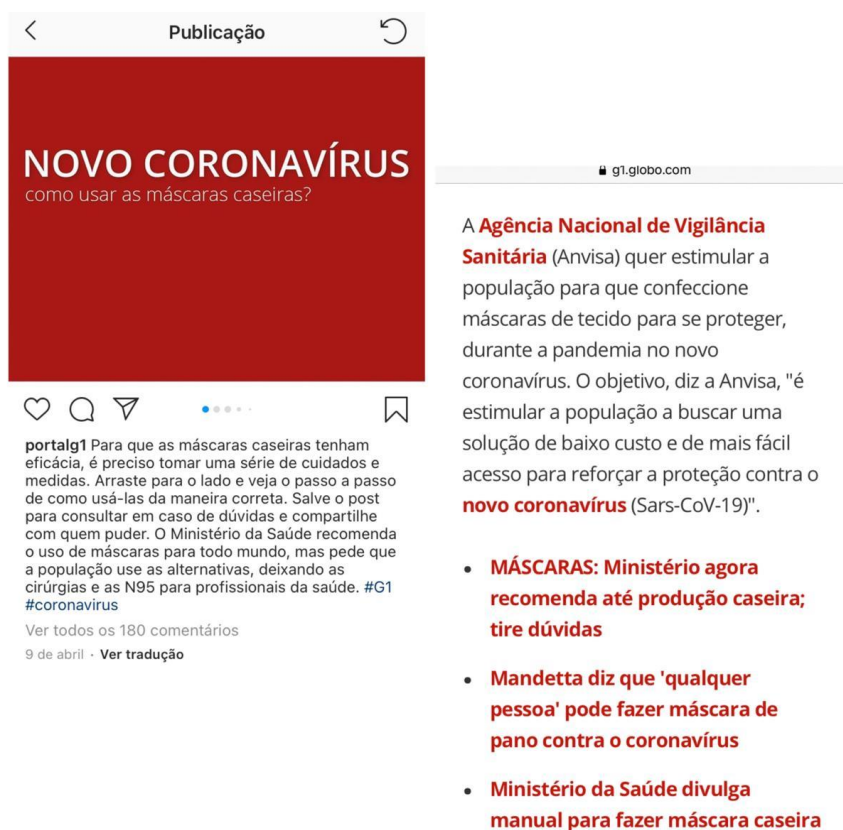 Publicação
NOVO CORONAVÍRUS
como usar as máscaras caseiras?
portalg1 Para que as máscaras caseiras tenham
eficácia, é preciso tomar uma série de cuidados e
medidas. Arraste para o lado e veja o passo a passo
de como usá-las da maneira correta. Salve o post
para consultar em caso de dúvidas e compartilhe
com quem puder. O Ministério da Saúde recomenda
o uso de máscaras para todo mundo, mas pede que
a população use as alternativas, deixando as
cirúrgias e as N95 para profissionais da saúde. #G1
#coronavirus
Ver todos os 180 comentários
9 de abril · Ver tradução
g1.globo.com
A Agência Nacional de Vigilância
Sanitária (Anvisa) quer estimular a
população para que confeccione
máscaras de tecido para se proteger,
durante a pandemia no novo
coronavírus. O objetivo, diz a Anvisa, "é
estimular a população a buscar uma
solução de baixo custo e de mais fácil
acesso para reforçar a proteção contra o
novo coronavírus (Sars-CoV-19)".
• MÁSCARAS: Ministério agora
recomenda até produção caseira;
tire dúvidas
• Mandetta diz que 'qualquer
pessoa' pode fazer máscara de
pano contra o coronavírus
• Ministério da Saúde divulga
manual para fazer máscara caseira